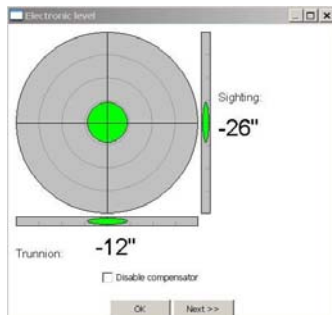 Electronic level
Sighting:
-26"
-12"
Trunnion:
Disable compensator
OK
Next >>